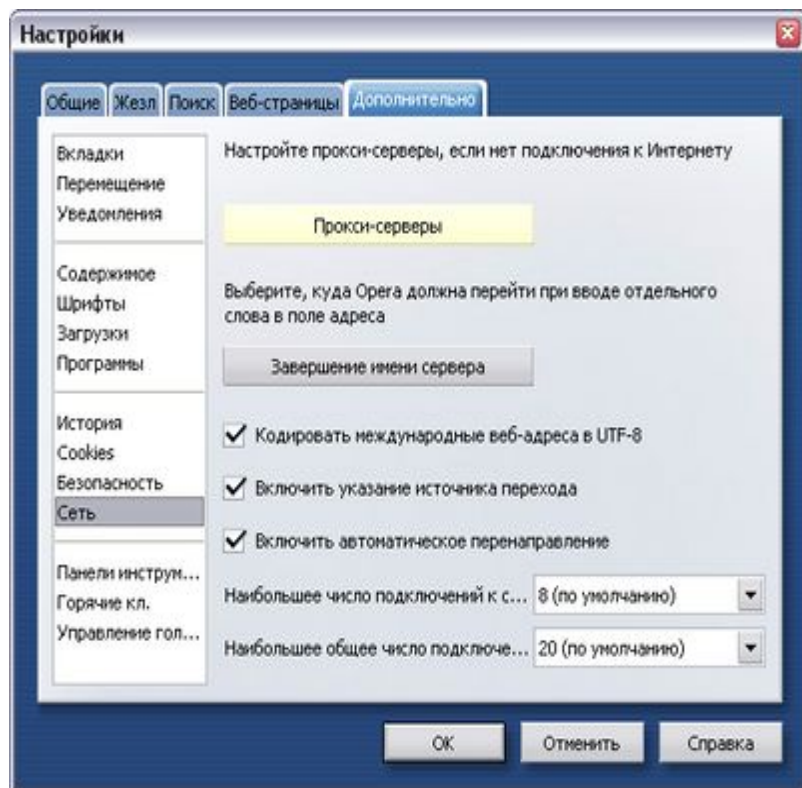 Настройки
Общие Жезл Поиск Веб-страницы Дополнительно
Вкладки
Перемещение
Уведомления
Содержимое
Шрифты
Загрузки
Программы
История
Cookies
Безопасность
Сеть
Панели инструм...
Горячие кл.
Управление гол...
Настройте прокси-серверы, если нет подключения к Интернету
Прокси-серверы
Выберите, куда Opera должна перейти при вводе отдельного
слова в поле адреса
Завершение имени сервера
Кодировать международные веб-адреса в UTF-8
Включить указание источника перехода
Включить автоматическое перенаправление
Наибольшее число подключений к с... 8 (по умолчанию)
Наибольшее общее число подключе... 20 (по умолчанию)
OK Отменить Справка